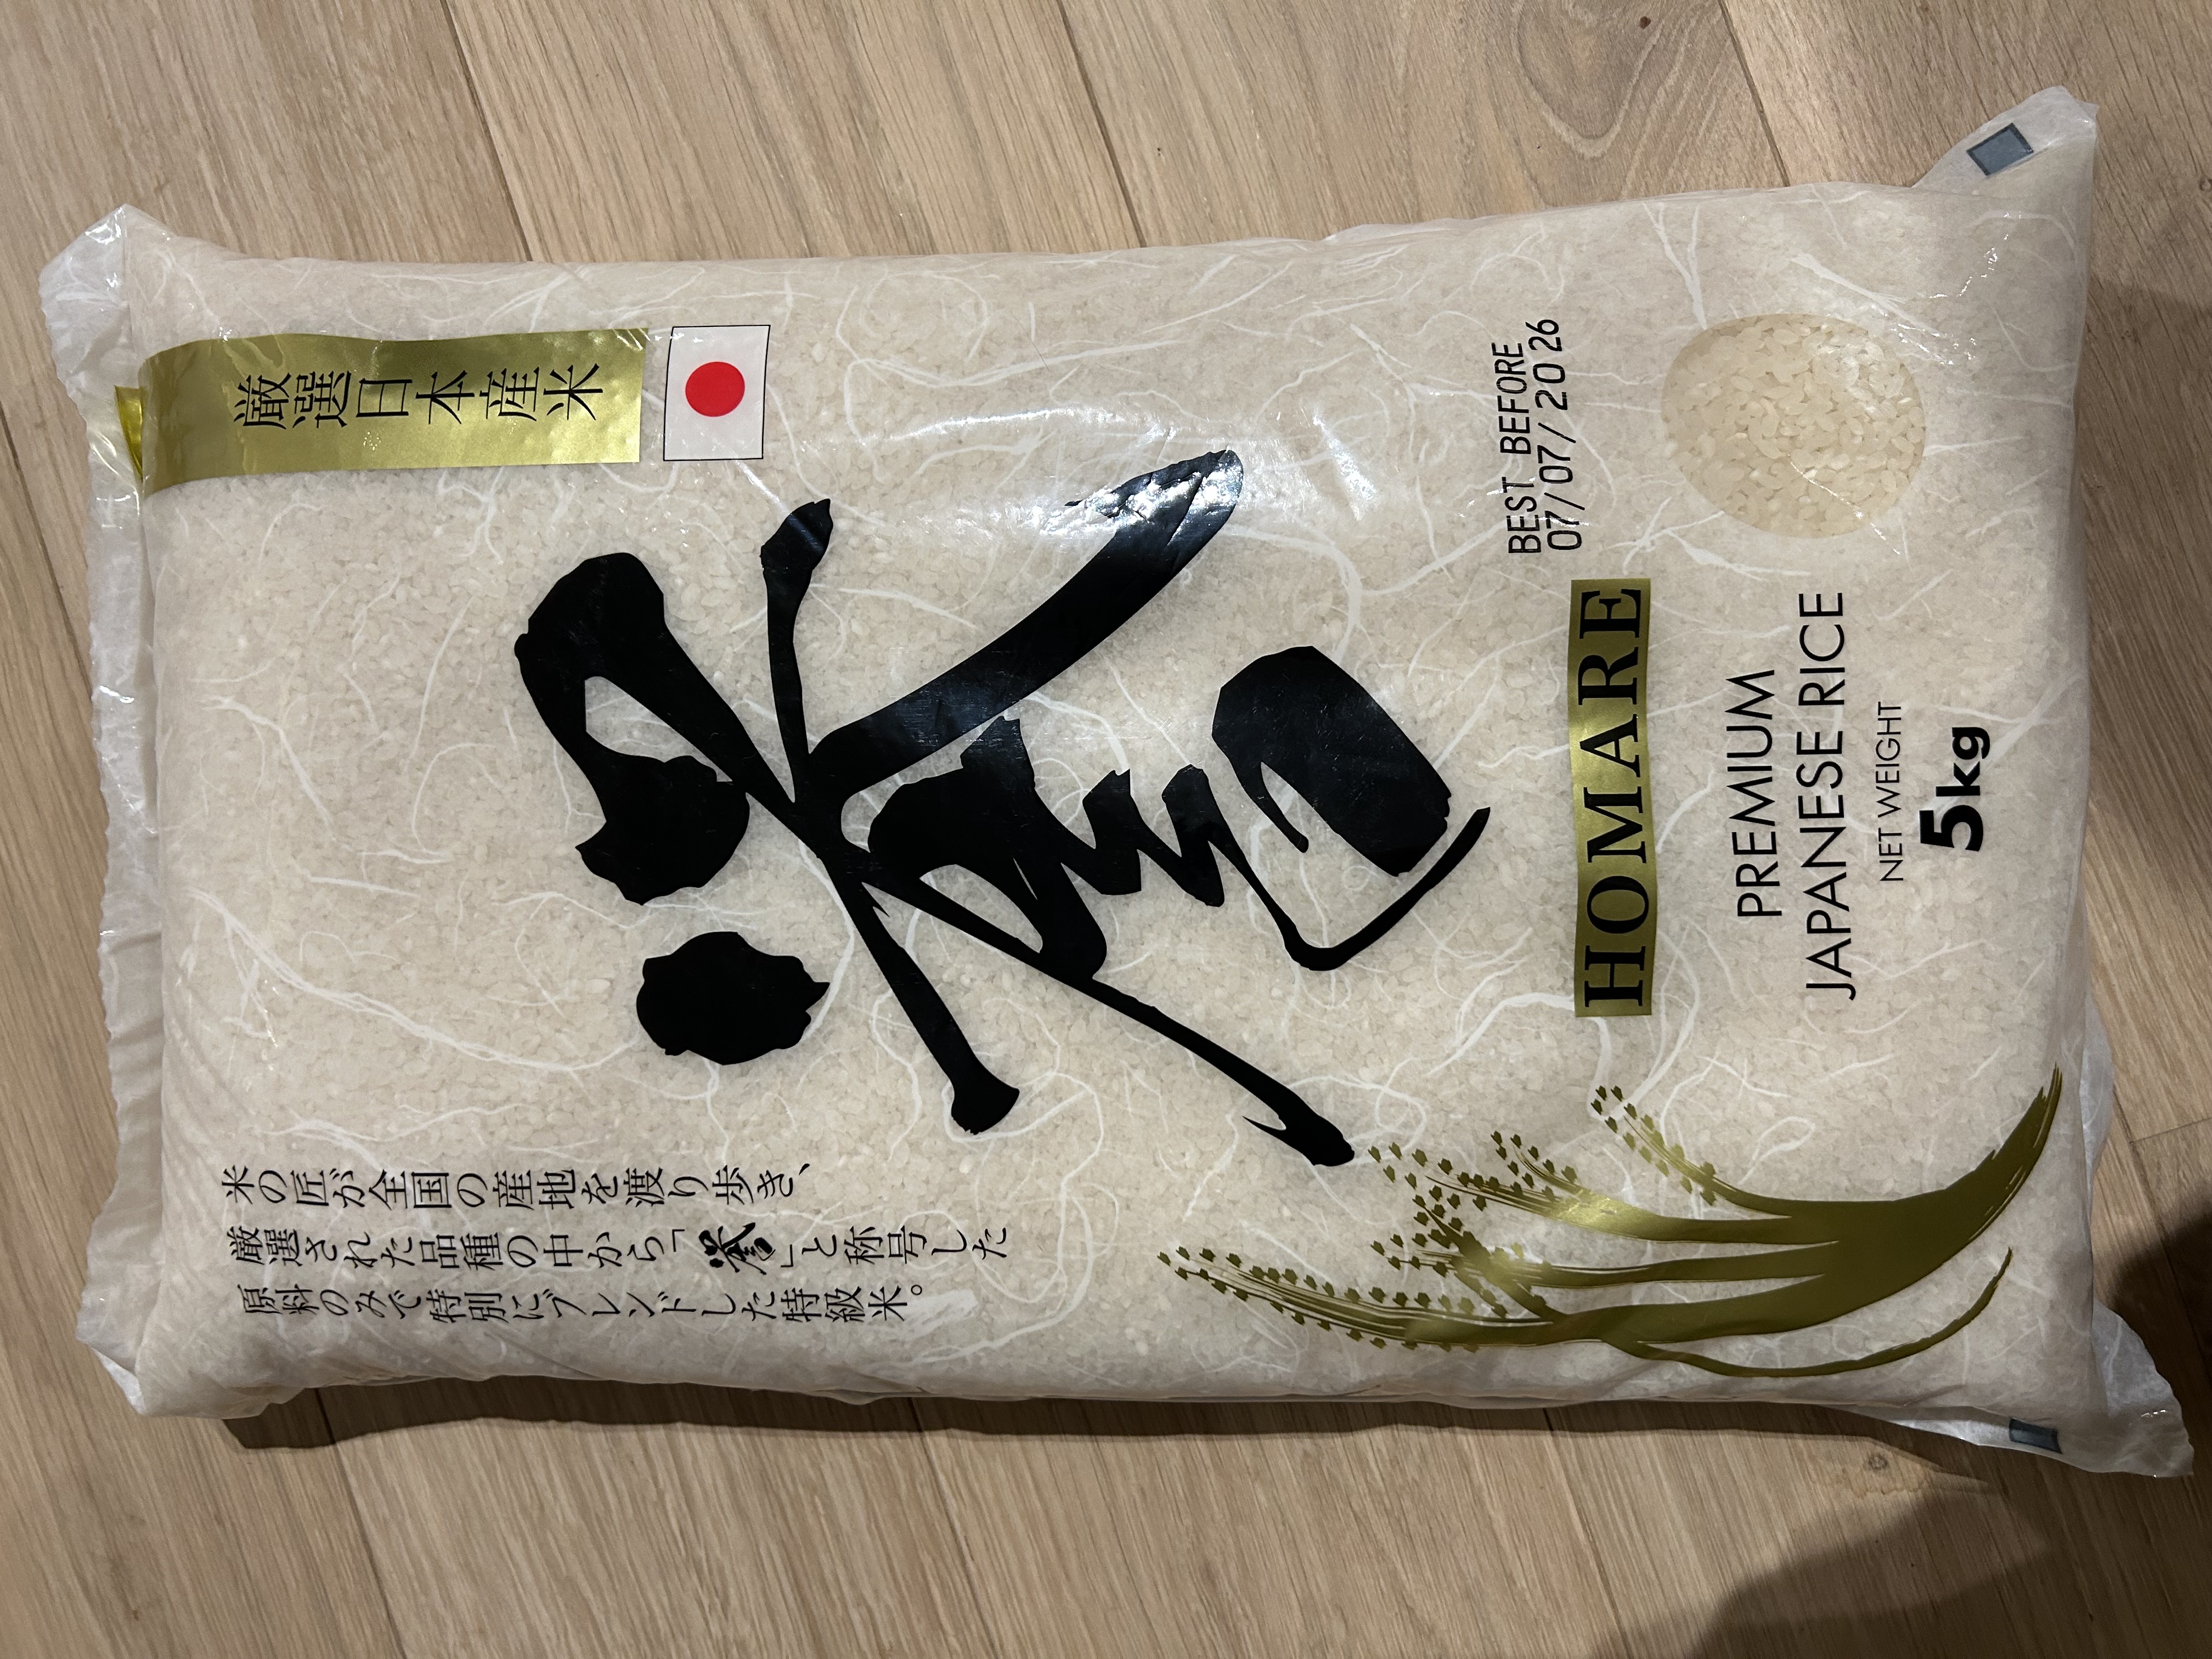 厳選日本産米
誉
米の匠が全国の産地を渡り歩き、
厳選された品種の中から「誉」と称号した
原料のみで特別にブレンドした特級米。
BEST BEFORE
07/07/2026
HOMARE
PREMIUM
JAPANESE RICE
NET WEIGHT
5kg